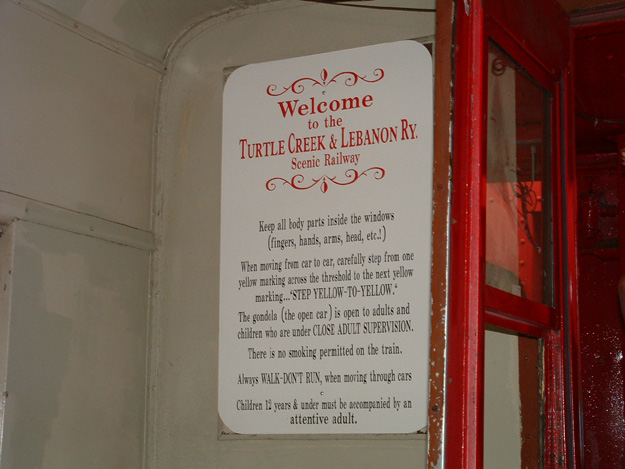 Welcome
to the
TURTLE CREEK & LEBANON RY.
Scenic Railway
Keep all body parts inside the windows
(fingers, hands, arms, head, etc.!)
When moving from car to car, carefully step from one
yellow marking across the threshold to the next yellow
marking..."STEP YELLOW-TO-YELLOW."
The gondola (the open car) is open to adults and
children who are under CLOSE ADULT SUPERVISION.
There is no smoking permitted on the train.
Always WALK-DON'T RUN, when moving through cars
Children 12 years & under must be accompanied by an
attentive adult.